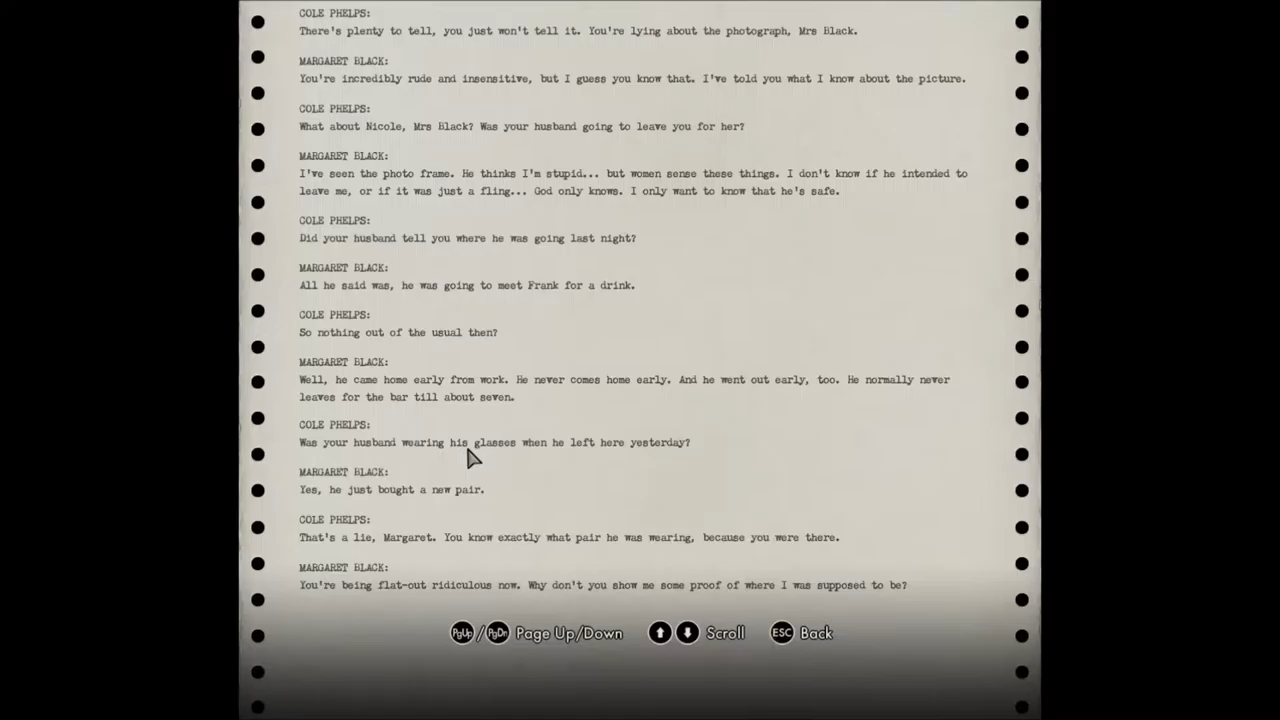 COLE PHELPS:
There's plenty to tell, you just won't tell it. You're lying about the photograph, Mrs Black.
MARGARET BLACK:
You're incredibly rude and insensitive, but I guess you know that. I've told you what I know about the picture.
COLE PHELPS:
What about Nicole, Mrs Black? Was your husband going to leave you for her?
MARGARET BLACK:
I've seen the photo frame. He thinks I'm stupid... but women sense these things. I don't know if he intended to
leave me, or if it was just a fling... God only knows. I only want to know that he's safe.
COLE PHELPS:
Did your husband tell you where he was going last night?
MARGARET BLACK:
All he said was, he was going to meet Frank for a drink.
COLE PHELPS:
So nothing out of the usual then?
MARGARET BLACK:
Well, he came home early from work. He never comes home early. And he went out early, too. He normally never
leaves for the bar till about seven.
COLE PHELPS:
Was your husband wearing his glasses when he left here yesterday?
MARGARET BLACK:
Yes, he just bought a new pair.
COLE PHELPS:
That's a lie, Margaret. You know exactly what pair he was wearing, because you were there.
MARGARET BLACK:
You're being flat-out ridiculous now. Why don't you show me some proof of where I was supposed to be?
PgUp/PgDn Page Up/Down Scroll ESC Back